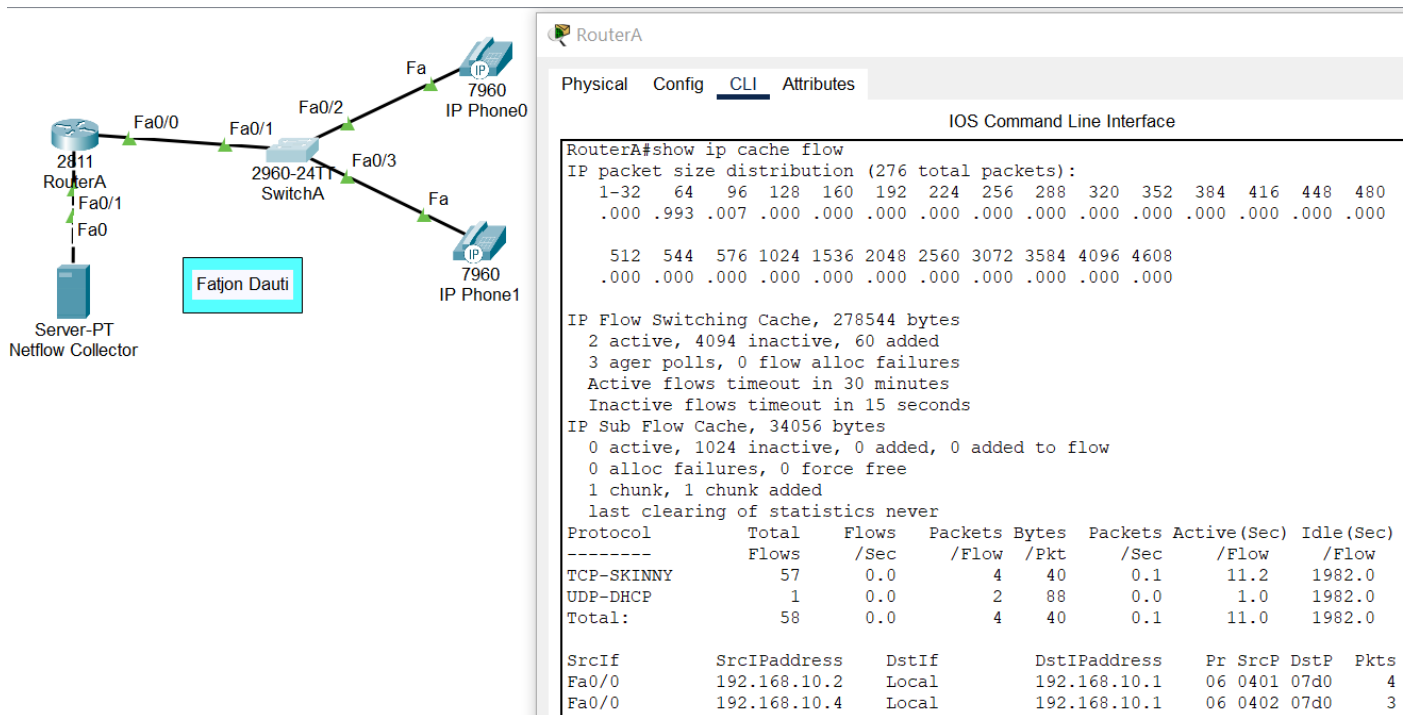 Fa
IP
7960
IP Phone0
Fa0/2
Fa0/0
Fa0/1
2811
RouterA
2960-24TT
SwitchA
Fa0/3
Fa0/1
Fa
Fa0
IP
7960
IP Phone1
Fatjon Dauti
Server-PT
Netflow Collector
RouterA
Physical Config CLI Attributes
IOS Command Line Interface
RouterA#show ip cache flow
IP packet size distribution (276 total packets):
1-32 64 96 128 160 192 224 256 288 320 352 384 416 448 480
.000 .993 .007 .000 .000 .000 .000 .000 .000 .000 .000 .000 .000 .000 .000
512 544 576 1024 1536 2048 2560 3072 3584 4096 4608
.000 .000 .000 .000 .000 .000 .000 .000 .000 .000 .000
IP Flow Switching Cache, 278544 bytes
2 active, 4094 inactive, 60 added
3 ager polls, 0 flow alloc failures
Active flows timeout in 30 minutes
Inactive flows timeout in 15 seconds
IP Sub Flow Cache, 34056 bytes
0 active, 1024 inactive, 0 added, 0 added to flow
0 alloc failures, 0 force free
1 chunk, 1 chunk added
last clearing of statistics never
Protocol Total Flows Packets Bytes Packets Active(Sec) Idle(Sec)
-------- Flows /Sec /Flow /Pkt /Sec /Flow /Flow
TCP-SKINNY 57 0.0 4 40 0.1 11.2 1982.0
UDP-DHCP 1 0.0 2 88 0.0 1.0 1982.0
Total: 58 0.0 4 40 0.1 11.0 1982.0
SrcIf SrcIPaddress DstIf DstIPaddress Pr SrcP DstP Pkts
Fa0/0 192.168.10.2 Local 192.168.10.1 06 0401 07d0 4
Fa0/0 192.168.10.4 Local 192.168.10.1 06 0402 07d0 3